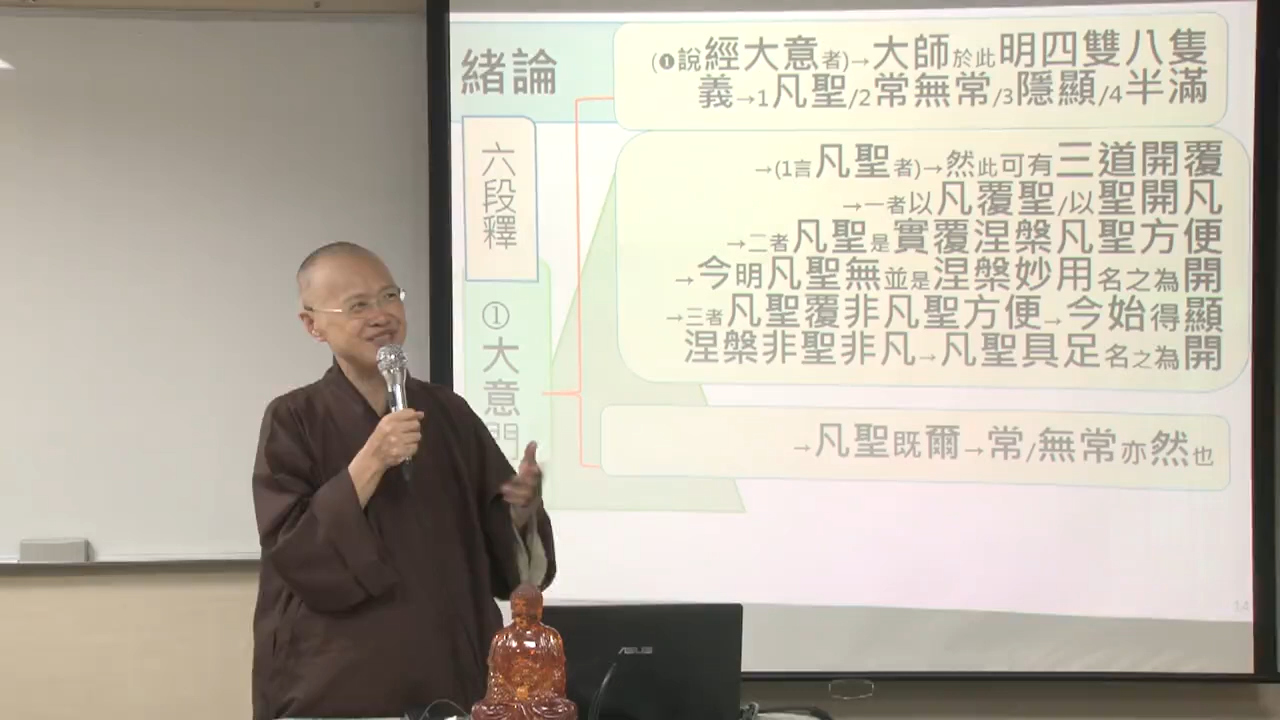 緒論
(❶說經大意者)→大師於此明四雙八隻
義→1凡聖/2常無常/3隱顯/4半滿
六段釋
①大意門
→(1言凡聖者)→然此可有三道開覆
→一者以凡覆聖/以聖開凡
→二者凡聖是實覆涅槃凡聖方便
→今明凡聖無並是涅槃妙用名之為開
→三者凡聖覆非凡聖方便→今始得顯
涅槃非聖非凡→凡聖具足名之為開
→凡聖既爾→常/無常亦然也
14
ASUS